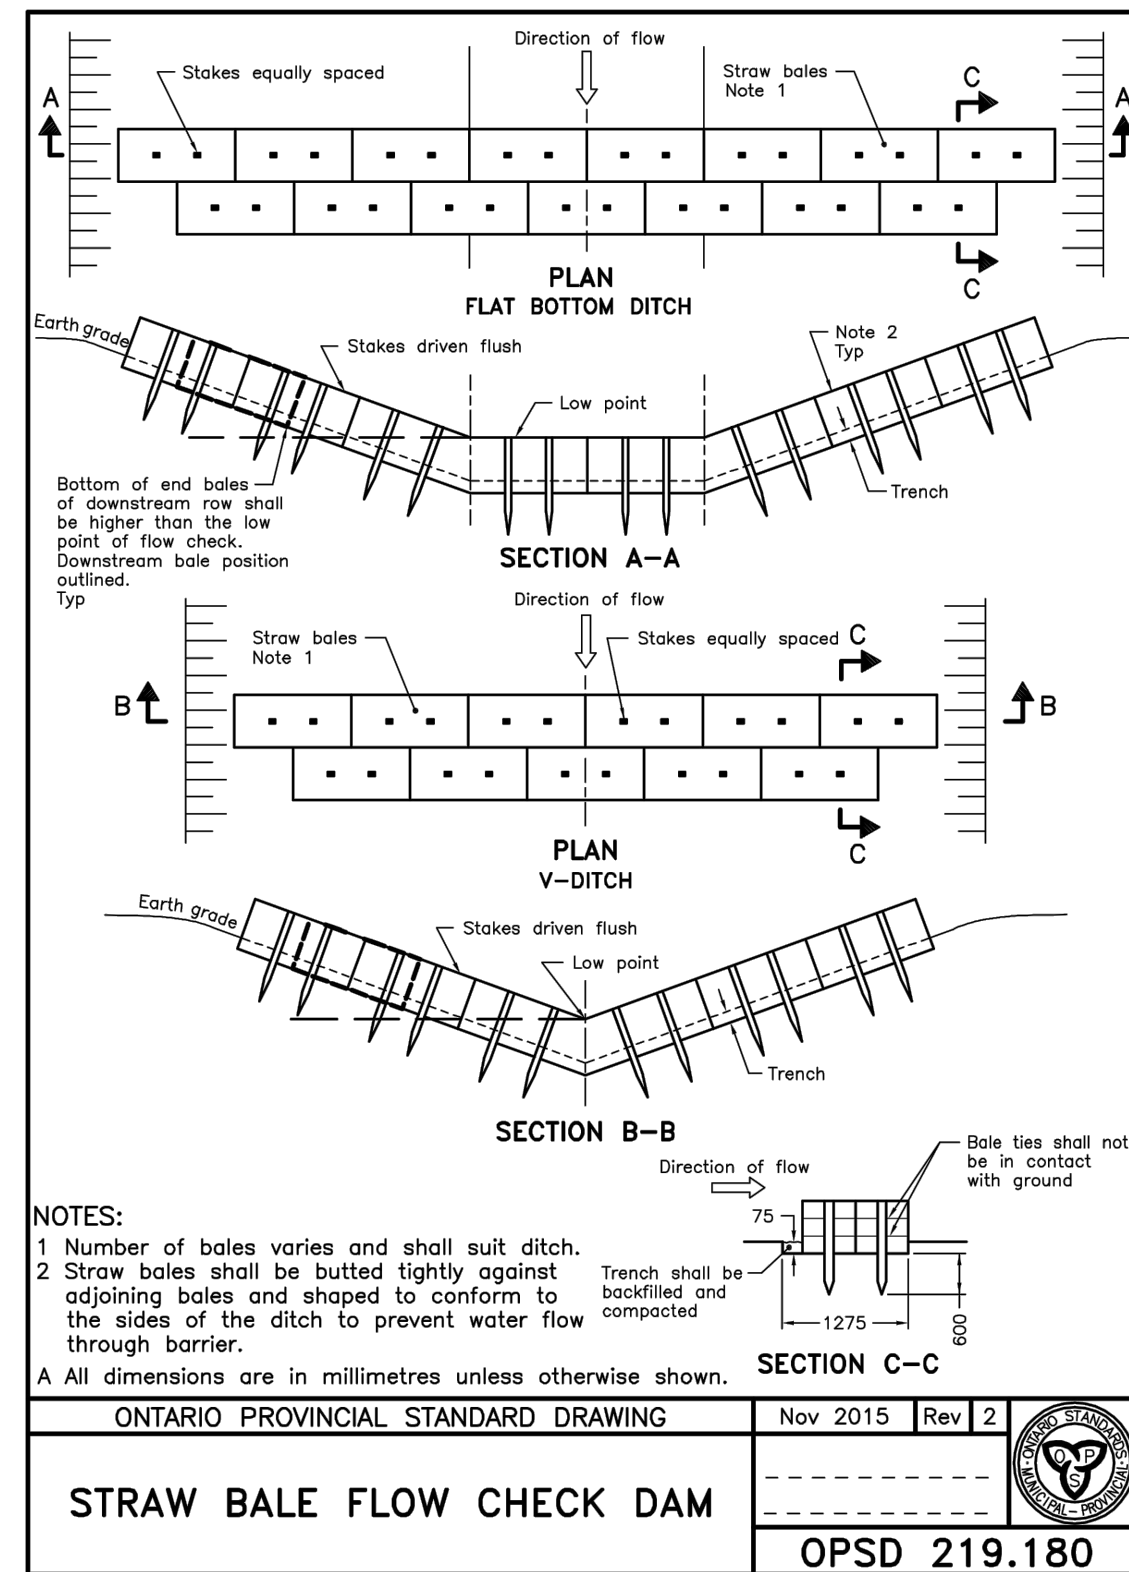 Direction of flow
Stakes equally spaced
Straw bales
Note 1
C
A
A
C
PLAN
FLAT BOTTOM DITCH
Earth grade
Stakes driven flush
Note 2
Typ
Low point
Bottom of end bales
of downstream row shall
be higher than the low
point of flow check.
Downstream bale position
outlined.
Typ
Trench
SECTION A-A
Direction of flow
Straw bales
Note 1
Stakes equally spaced
C
B
B
C
PLAN
V-DITCH
Earth grade
Stakes driven flush
Low point
Trench
SECTION B-B
Direction of flow
Bale ties shall not
be in contact
with ground
75
Trench shall be
backfilled and
compacted
1275
600
SECTION C-C
NOTES:
1 Number of bales varies and shall suit ditch.
2 Straw bales shall be butted tightly against
adjoining bales and shaped to conform to
the sides of the ditch to prevent water flow
through barrier.
A All dimensions are in millimetres unless otherwise shown.
ONTARIO PROVINCIAL STANDARD DRAWING
Nov 2015 Rev 2
STRAW BALE FLOW CHECK DAM
ONTARIO STANDARDS
MUNICIPAL-PROVINCIAL
O P S
OPSD 219.180